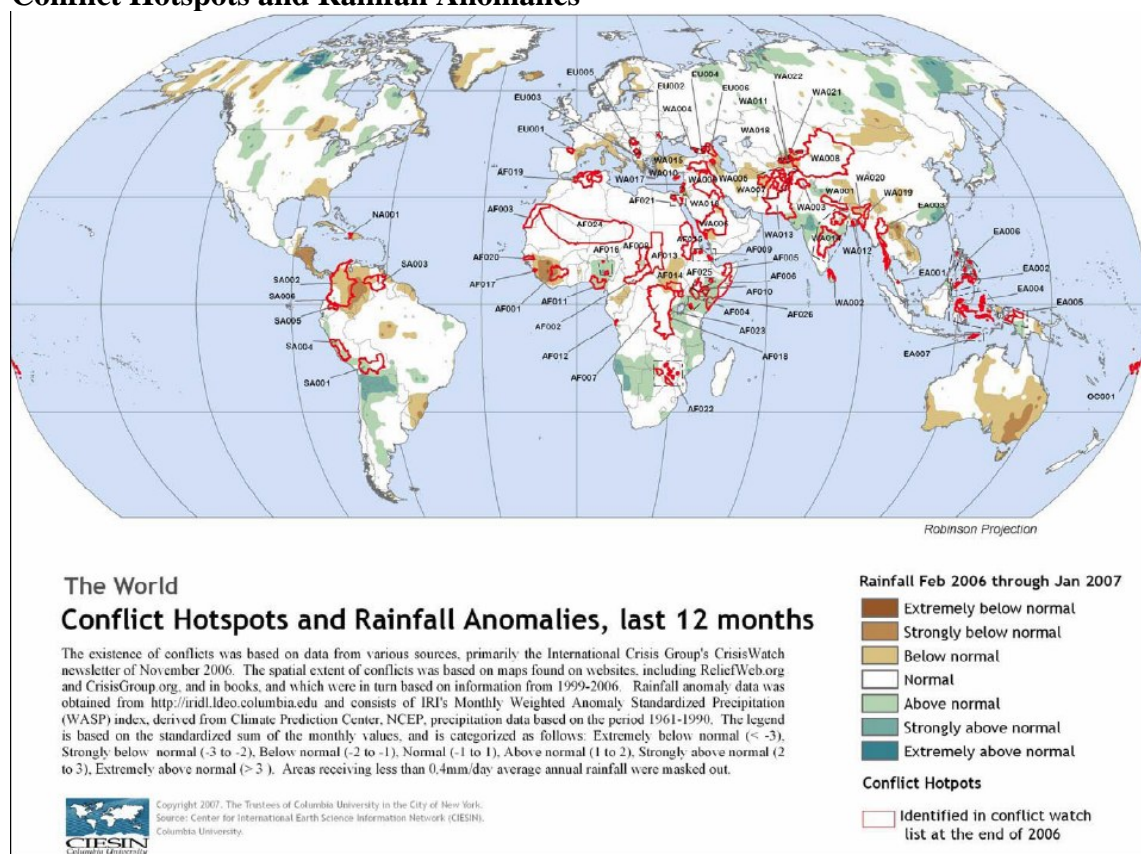 Conflict Hotspots and Rainfall Anomalies
EU005
EU002
EU004
WA022
EU006
EU003
WA004
WA011
WA021
EU001
WA018
AF019
WA015
WA010
WA008
WA017
WA005
WA020
WA007
WA001
WA019
AF021
WA016
AF003
NA001
AF024
WA006
WA003
EA003
WA013
WA014
WA012
EA006
AF016
AF009
SA003
AF020
AF013
AF005
SA002
AF014
AF025
AF006
EA001
EA002
SA006
AF017
AF010
WA002
EA004
AF001
AF011
AF004
AF026
EA005
SA005
AF002
AF023
SA004
AF012
AF018
EA007
SA001
AF007
OC001
AF022
Robinson Projection
The World
Conflict Hotspots and Rainfall Anomalies, last 12 months
The existence of conflicts was based on data from various sources, primarily the International Crisis Group's CrisisWatch
newsletter of November 2006. The spatial extent of conflicts was based on maps found on websites, including ReliefWeb.org
and CrisisGroup.org, and in books, and which were in turn based on information from 1999-2006. Rainfall anomaly data was
obtained from http://iridl.ldeo.columbia.edu and consists of IRI's Monthly Weighted Anomaly Standardized Precipitation
(WASP) index, derived from Climate Prediction Center, NCEP, precipitation data based on the period 1961-1990. The legend
is based on the standardized sum of the monthly values, and is categorized as follows: Extremely below normal (< -3),
Strongly below normal (-3 to -2), Below normal (-2 to -1), Normal (-1 to 1), Above normal (1 to 2), Strongly above normal (2
to 3), Extremely above normal (> 3 ). Areas receiving less than 0.4mm/day average annual rainfall were masked out.
Rainfall Feb 2006 through Jan 2007
Extremely below normal
Strongly below normal
Below normal
Normal
Above normal
Strongly above normal
Extremely above normal
Conflict Hotpots
Identified in conflict watch
list at the end of 2006
CIESIN
Columbia University
Copyright 2007. The Trustees of Columbia University in the City of New York.
Source: Center for International Earth Science Information Network (CIESIN).
Columbia University.